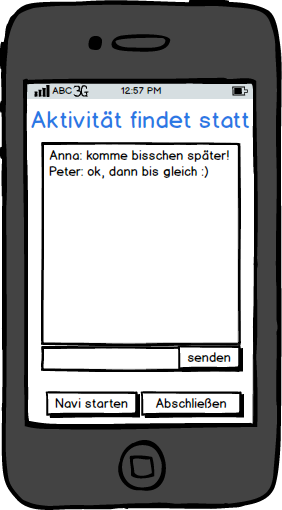 ABC 3G 12:57 PM
Aktivität findet statt
Anna: komme bisschen später!
Peter: ok, dann bis gleich :)
senden
Navi starten Abschließen